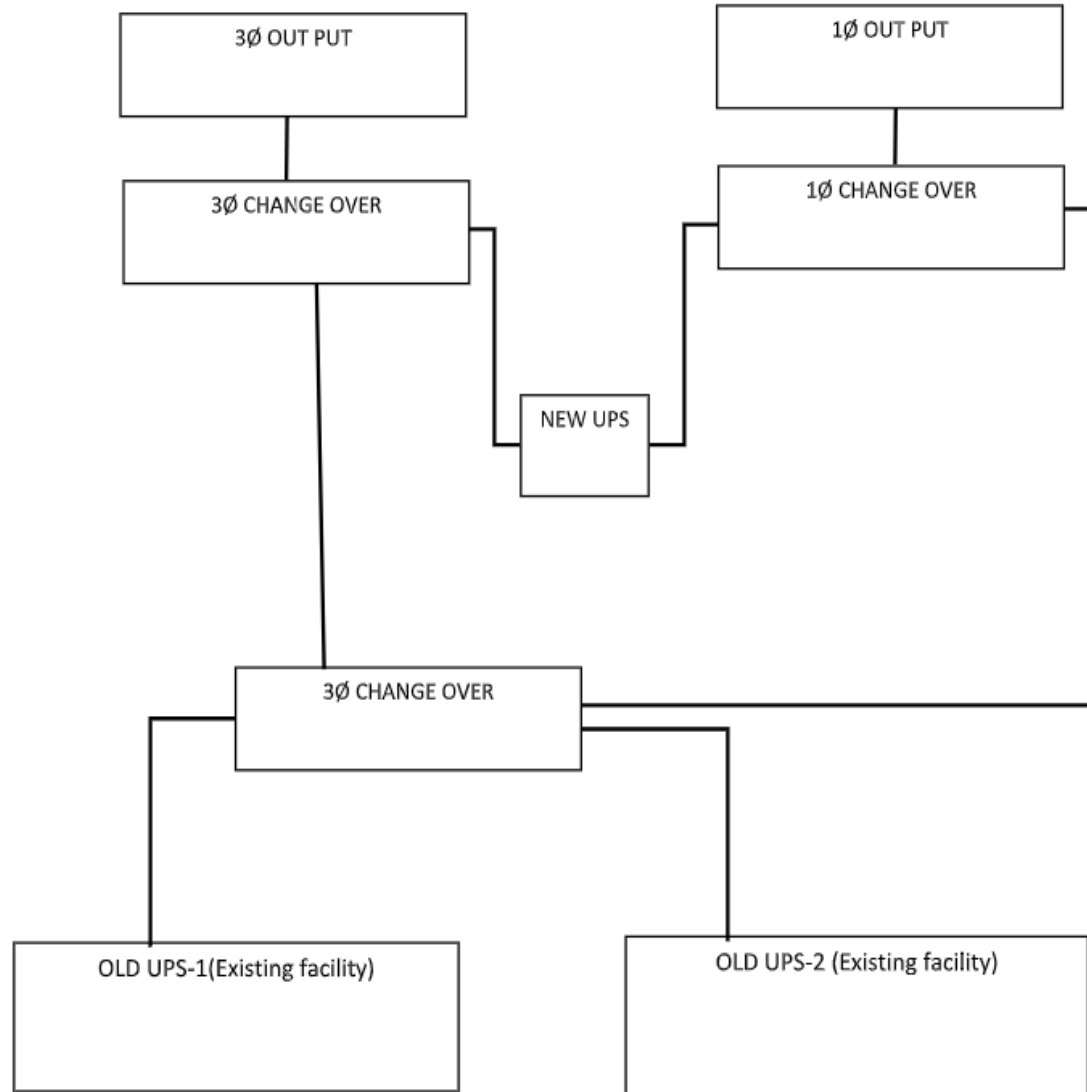 3Ø OUT PUT
1Ø OUT PUT
3Ø CHANGE OVER
1Ø CHANGE OVER
NEW UPS
3Ø CHANGE OVER
OLD UPS-1(Existing facility)
OLD UPS-2 (Existing facility)